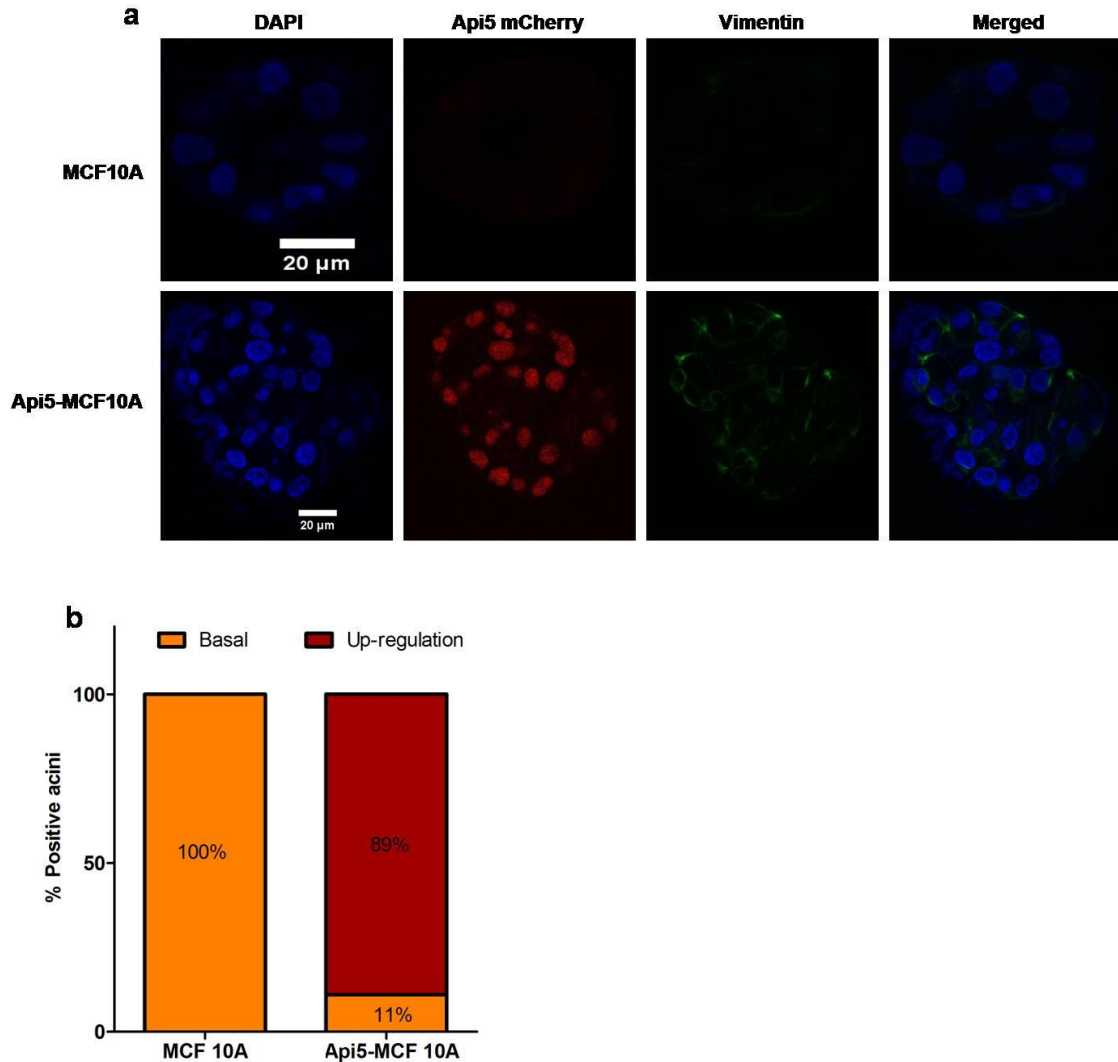 a
DAPI Api5 mCherry Vimentin Merged
MCF10A
20 µm
Api5-MCF10A
20 µm
b
Basal Up-regulation
% Positive acini
100
50
0
100%
89%
11%
MCF 10A Api5-MCF 10A